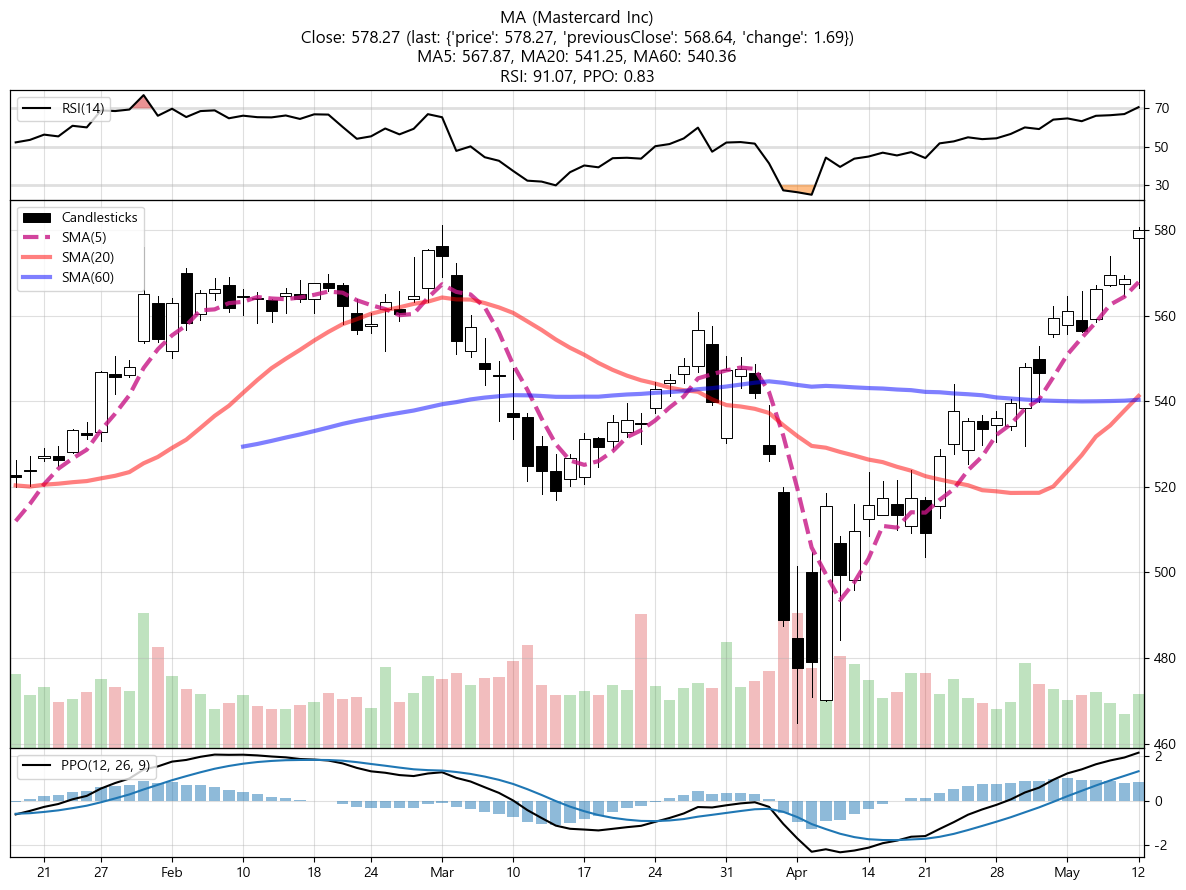 MA (Mastercard Inc)
Close: 578.27 (last: {'price': 578.27, 'previousClose': 568.64, 'change': 1.69})
MA5: 567.87, MA20: 541.25, MA60: 540.36
RSI: 91.07, PPO: 0.83
RSI(14)
70
50
30
Candlesticks
SMA(5)
SMA(20)
SMA(60)
580
560
540
520
500
480
460
PPO(12, 26, 9)
2
0
-2
21 27 Feb 10 18 24 Mar 10 17 24 31 Apr 14 21 28 May 12